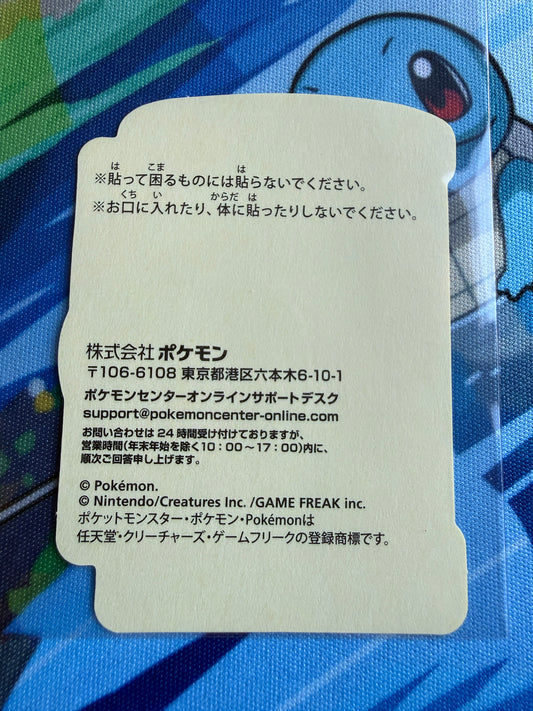 ※貼って困るものには貼らないでください。
※お口に入れたり、体に貼ったりしないでください。
株式会社 ポケモン
〒106-6108 東京都港区六本木6-10-1
ポケモンセンターオンラインサポートデスク
support@pokemoncenter-online.com
お問い合わせは24時間受け付けておりますが、
営業時間(年末年始を除く10：00～17：00)内に、
順次ご回答申し上げます。
© Pokémon.
© Nintendo/Creatures Inc. /GAME FREAK inc.
ポケットモンスター・ポケモン・Pokémonは
任天堂・クリーチャーズ・ゲームフリークの登録商標です。